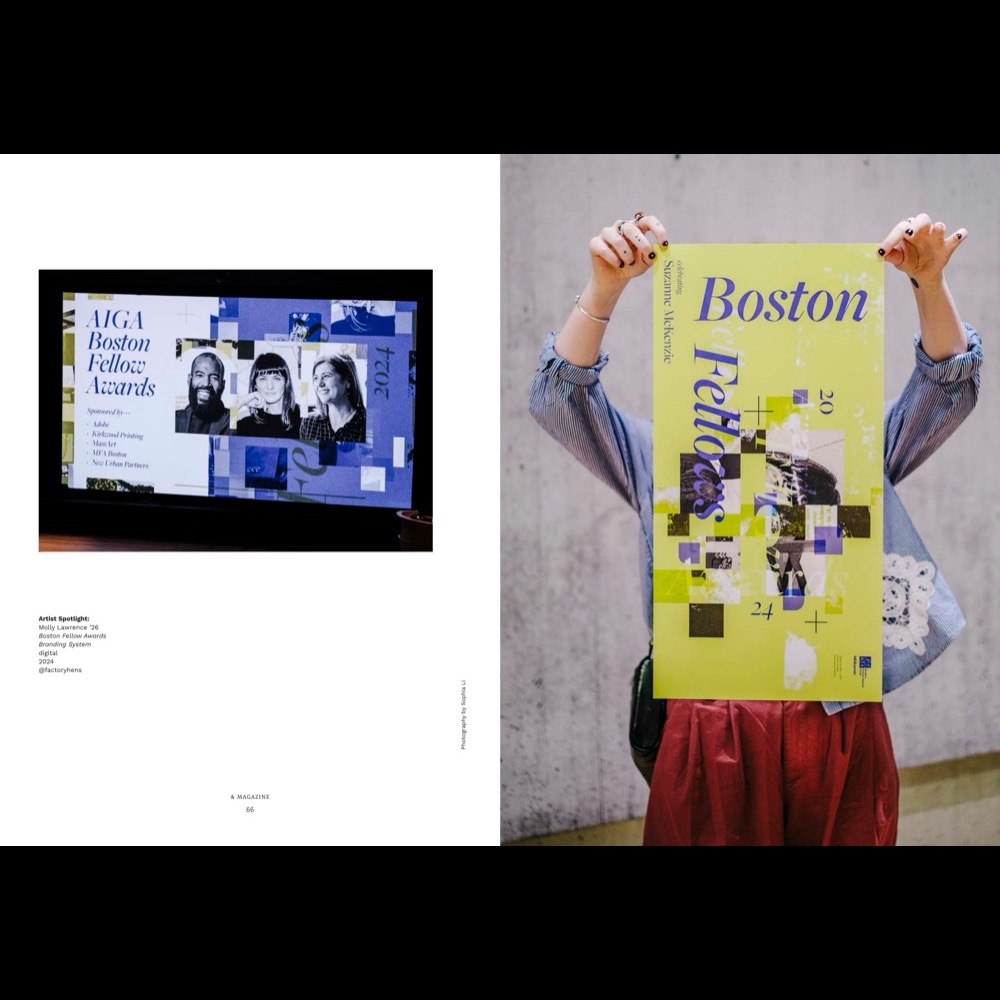 AIGA
Boston
Fellow
Awards
Sponsored by—
· Adobe
· Kirkwood Printing
· MassArt
· MFA Boston
· New Urban Partners
2024
Artist Spotlight:
Molly Lawrence '26
Boston Fellow Awards
Branding System
digital
2024
@factoryhens
Photography by Sophia Li
& MAGAZINE
66
celebrating
Suzanne McKenzie
Boston
Fellows
20
24